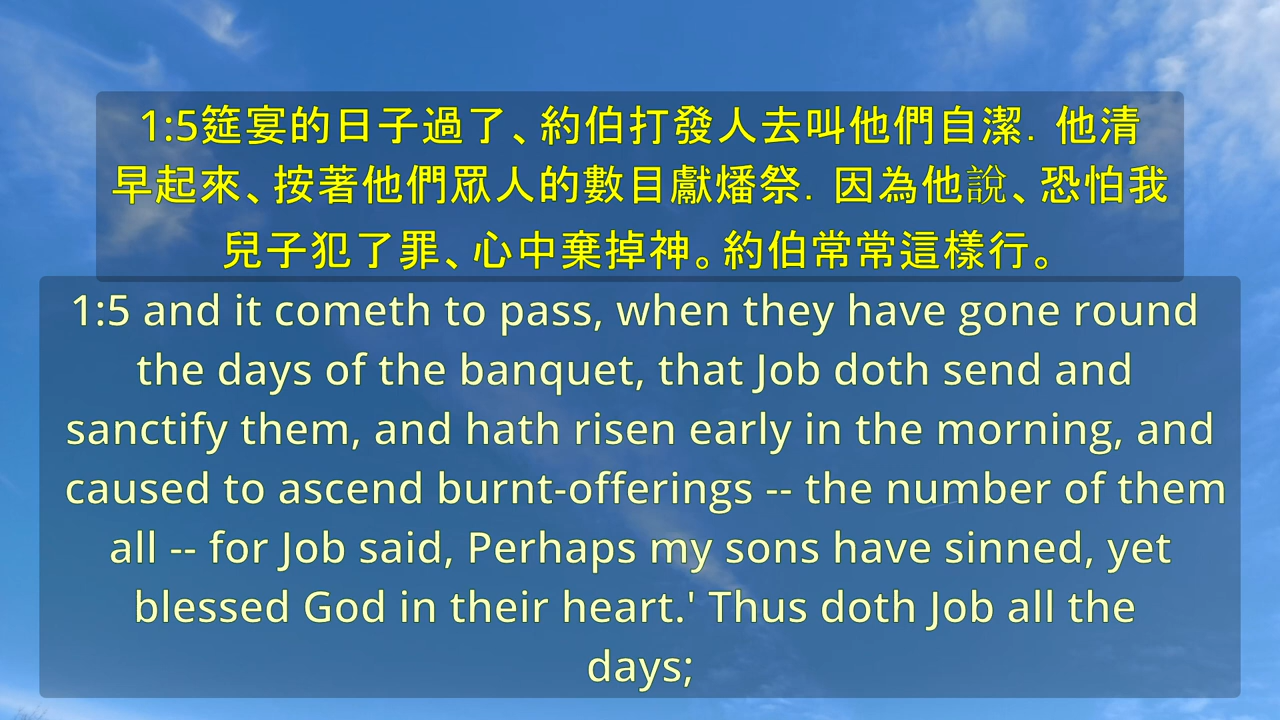 1:5筵宴的日子過了、約伯打發人去叫他們自潔．他清
早起來、按著他們眾人的數目獻燔祭．因為他說、恐怕我
兒子犯了罪、心中棄掉神。約伯常常這樣行。
1:5 and it cometh to pass, when they have gone round
the days of the banquet, that Job doth send and
sanctify them, and hath risen early in the morning, and
caused to ascend burnt-offerings -- the number of them
all -- for Job said, Perhaps my sons have sinned, yet
blessed God in their heart.' Thus doth Job all the
days;